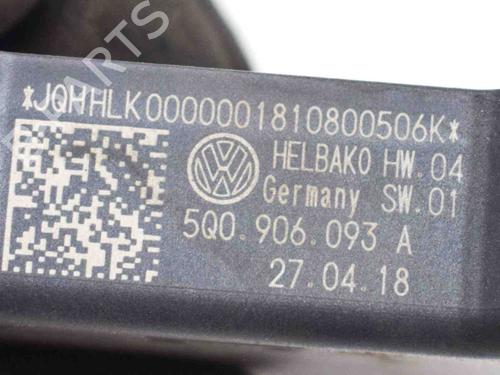 *JQHHLK0000001810800506K*
HELBAKO HW.04
Germany SW.01
5Q0.906.093 A
27.04.18